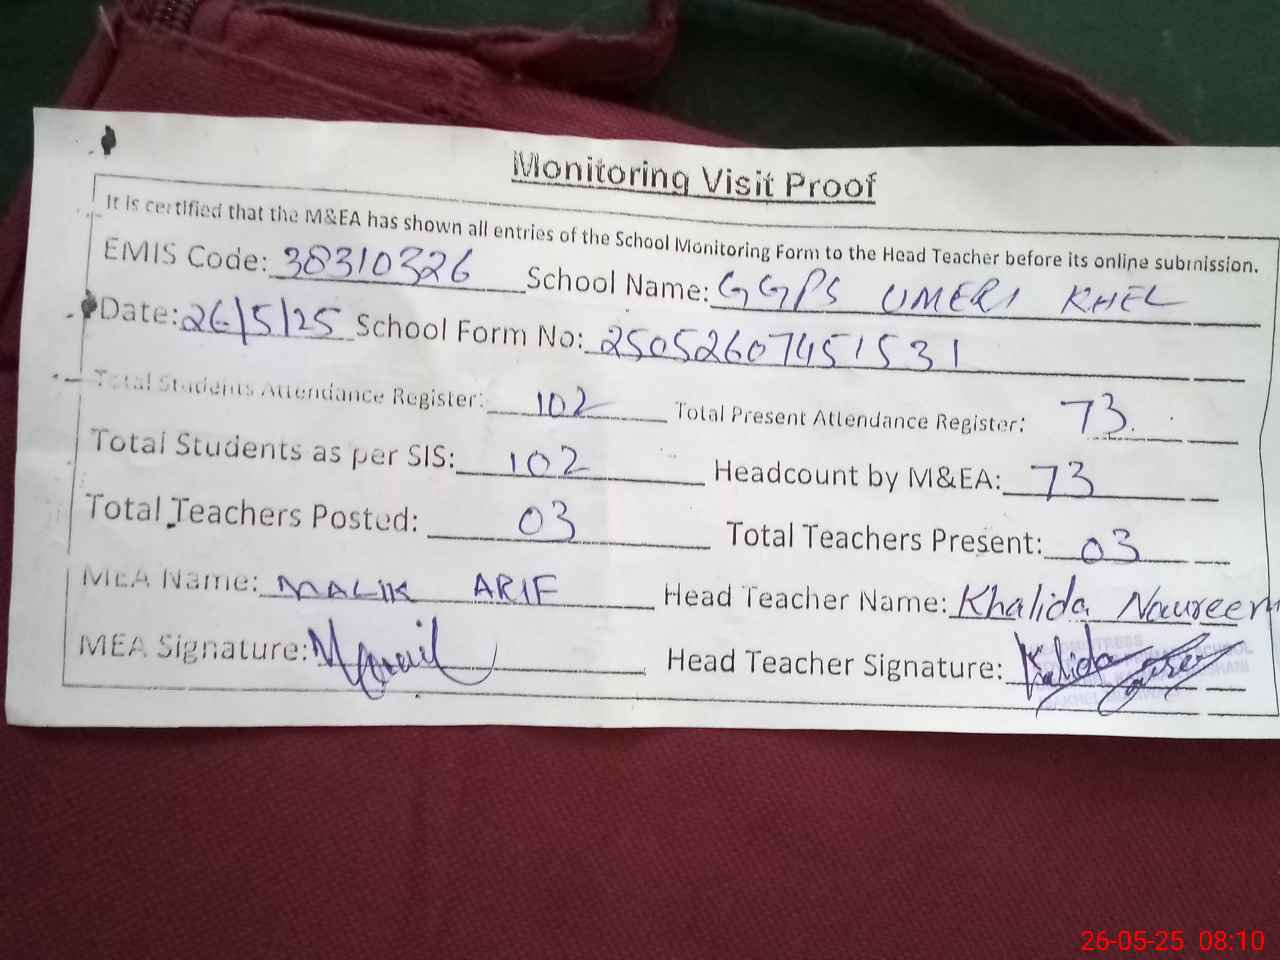 Monitoring Visit Proof
It is certified that the M&EA has shown all entries of the School Monitoring Form to the Head Teacher before its online submission.
EMIS Code: 38310326 School Name: GGPS UMERI KHEL
Date: 26/5/25 School Form No: 25052607451531
Total Students Attendance Register: 102 Total Present Attendance Register: 73
Total Students as per SIS: 102 Headcount by M&EA: 73
Total Teachers Posted: 03 Total Teachers Present: 03
MEA Name: MALIK ARIF Head Teacher Name: Khalida Noureen
MEA Signature: Head Teacher Signature: Khalida
26-05-25 08:10